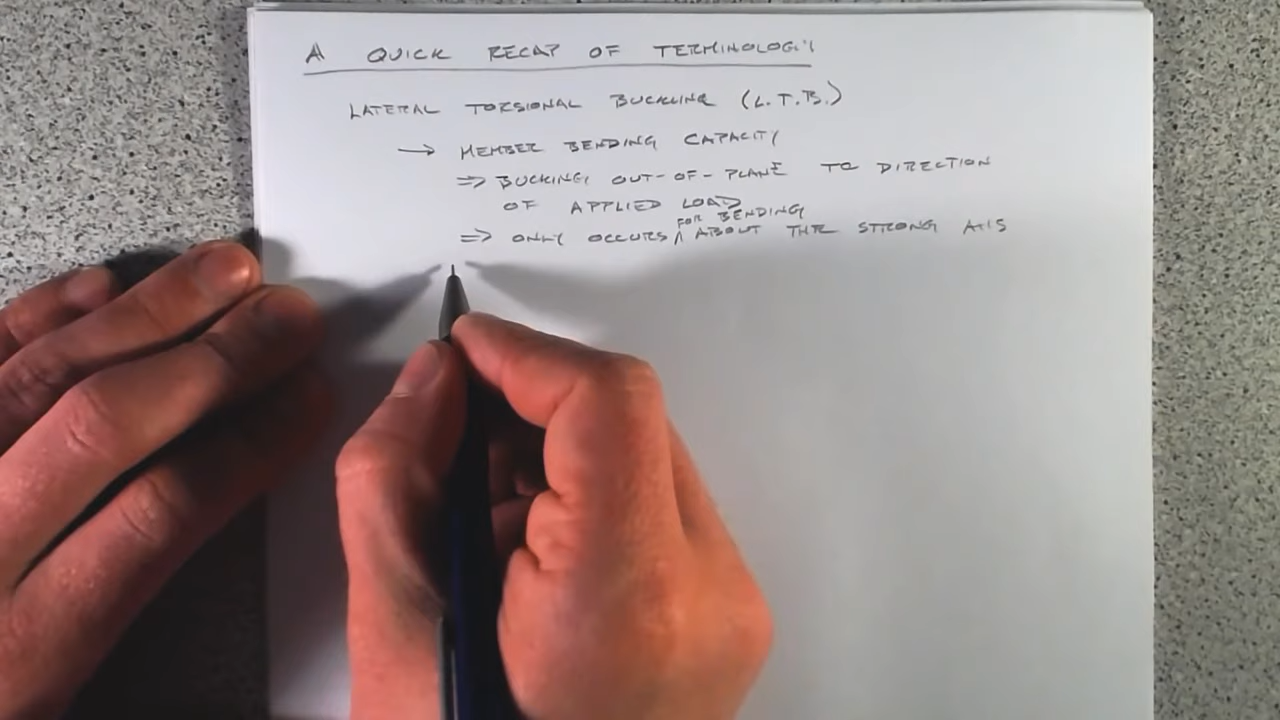 A QUICK RECAP OF TERMINOLOGY
LATERAL TORSIONAL BUCKLING (L.T.B.)
→ MEMBER BENDING CAPACITY
⇒ BUCKING, OUT-OF-PLANE TO DIRECTION
OF APPLIED LOAD
FOR BENDING
⇒ ONLY OCCURS ^ ABOUT THE STRONG AXIS